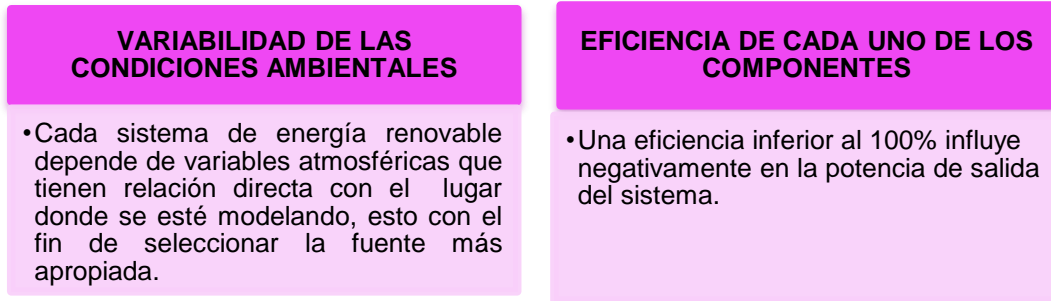 VARIABILIDAD DE LAS
CONDICIONES AMBIENTALES
•Cada sistema de energía renovable
depende de variables atmosféricas que
tienen relación directa con el lugar
donde se esté modelando, esto con el
fin de seleccionar la fuente más
apropiada.
EFICIENCIA DE CADA UNO DE LOS
COMPONENTES
•Una eficiencia inferior al 100% influye
negativamente en la potencia de salida
del sistema.